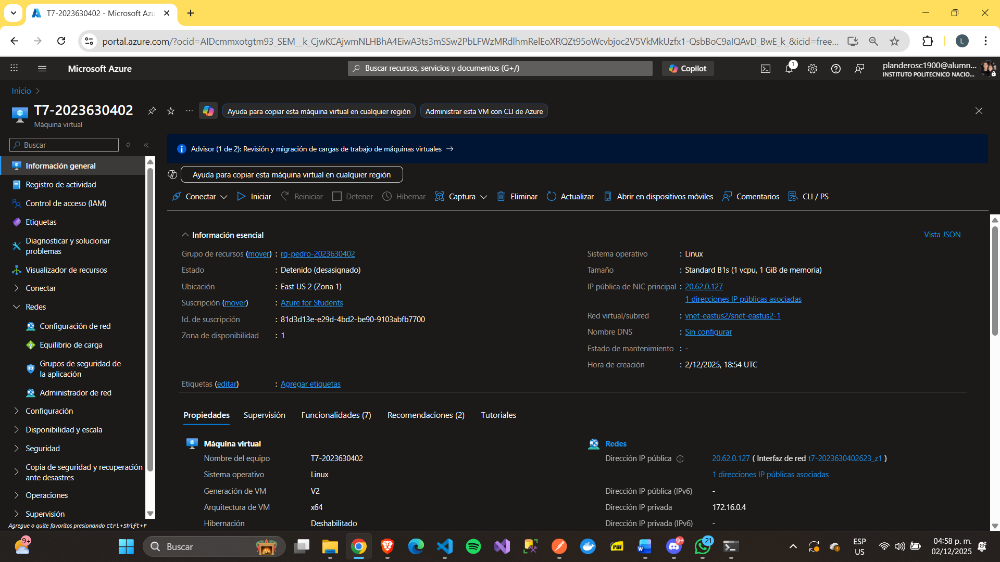 T7-2023630402 - Microsoft Azu
portal.azure.com/?ocid=AIDcmmxotgtm93_SEM__k_CjwKCAjwmNLHBhA4EiwA3ts3mSSw2PbLFWzMRdlhmRelEoXRQZt95oWcvbjoc2V5VkMkUzfx1-QsbBoC9aIQAvD_BwE_k_&icid=free...
L
Microsoft Azure
Buscar recursos, servicios y documentos (G+/)
Copilot
1
planderosc1900@alumn...
INSTITUTO POLITECNICO NACIO...
Inicio
T7-2023630402
Máquina virtual
Ayuda para copiar esta máquina virtual en cualquier región
Administrar esta VM con CLI de Azure
Buscar
Información general
Registro de actividad
Control de acceso (IAM)
Etiquetas
Diagnosticar y solucionar
problemas
Visualizador de recursos
Conectar
Redes
Configuración de red
Equilibrio de carga
Grupos de seguridad de
la aplicación
Administrador de red
Configuración
Disponibilidad y escala
Seguridad
Copia de seguridad y recuperación
ante desastres
Operaciones
Supervisión
Agregue o quite favoritos presionando Ctrl+Shift+F
Advisor (1 de 2): Revisión y migración de cargas de trabajo de máquinas virtuales
Ayuda para copiar esta máquina virtual en cualquier región
Conectar
Iniciar
Reiniciar
Detener
Hibernar
Captura
Eliminar
Actualizar
Abrir en dispositivos móviles
Comentarios
CLI / PS
Información esencial
Vista JSON
Grupo de recursos (mover) : rg-pedro-2023630402
Estado : Detenido (desasignado)
Ubicación : East US 2 (Zona 1)
Suscripción (mover) : Azure for Students
Id. de suscripción : 81d3d13e-e29d-4bd2-be90-9103abfb7700
Zona de disponibilidad : 1
Sistema operativo : Linux
Tamaño : Standard B1s (1 vcpu, 1 GiB de memoria)
IP pública de NIC principal : 20.62.0.127
1 direcciones IP públicas asociadas
Red virtual/subred : vnet-eastus2/snet-eastus2-1
Nombre DNS : Sin configurar
Estado de mantenimiento : -
Hora de creación : 2/12/2025, 18:54 UTC
Etiquetas (editar) : Agregar etiquetas
Propiedades
Supervisión
Funcionalidades (7)
Recomendaciones (2)
Tutoriales
Máquina virtual
Nombre del equipo T7-2023630402
Sistema operativo Linux
Generación de VM V2
Arquitectura de VM x64
Hibernación Deshabilitado
Redes
Dirección IP pública 20.62.0.127 ( Interfaz de red t7-2023630402623_z1 )
1 direcciones IP públicas asociadas
Dirección IP pública (IPv6) -
Dirección IP privada 172.16.0.4
Dirección IP privada (IPv6) -
9+
Buscar
PDF
9+
21
ESP
US
04:58 p. m.
02/12/2025